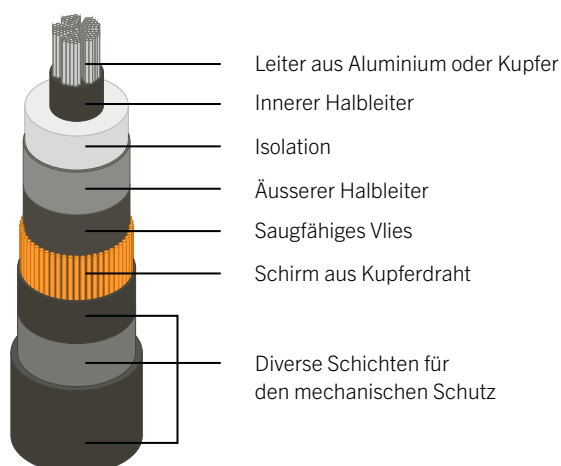 Leiter aus Aluminium oder Kupfer
Innerer Halbleiter
Isolation
Äusserer Halbleiter
Saugfähiges Vlies
Schirm aus Kupferdraht
Diverse Schichten für
den mechanischen Schutz